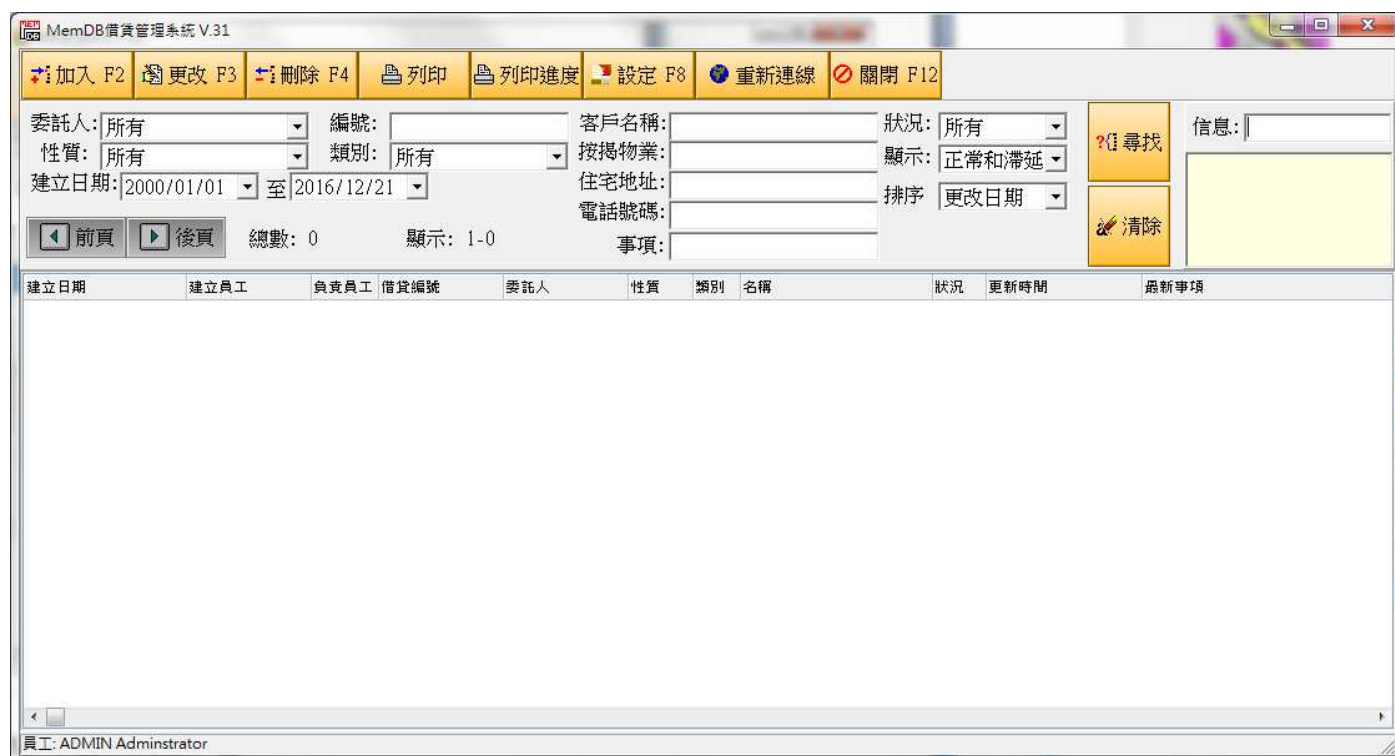 MemDB借賃管理系統 V.31
加入 F2 更改 F3 刪除 F4 列印 列印進度 設定 F8 重新連線 關閉 F12
委託人: 所有 編號: 客戶名稱: 狀況: 所有 尋找 信息:
性質: 所有 類別: 所有 按揭物業: 顯示: 正常和滯延
建立日期: 2000/01/01 至 2016/12/21 住宅地址: 排序 更改日期 清除
電話號碼:
前頁 後頁 總數: 0 顯示: 1-0 事項:
建立日期 建立員工 負責員工 借貸編號 委託人 性質 類別 名稱 狀況 更新時間 最新事項
員工: ADMIN Adminstrator